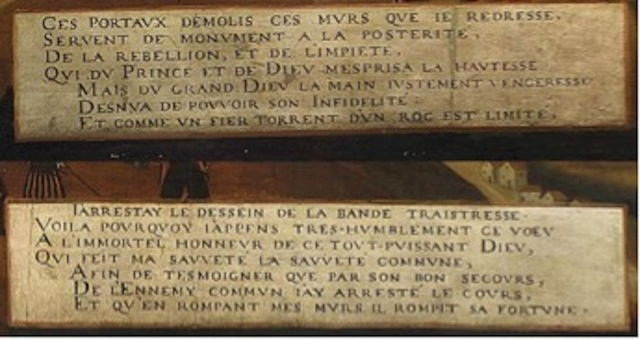 CES PORTAVX DEMOLIS CES MVRS QVE IE REDRESSE.
SERVENT DE MONVMENT A LA POSTERITE,
DE LA REBELLION, ET DE L'IMPIETE,
QVI DV PRINCE ET DE DIEV MESPRISA LA HAVTESSE
MAIS DV GRAND DIEV LA MAIN IVSTEMENT VENGERESSE
DESNVA DE POVVOIR SON INFIDELITE:
ET COMME VN FIER TORRENT D'VN ROC EST LIMITE,
I'ARRESTAY LE DESSEIN DE LA BANDE TRAISTRESSE.
VOILA POVRQVOY I'APPENS TRES-HVMBLEMENT CE VOEV
A L'IMMORTEL HONNEVR DE CE TOVT-PVISSANT DIEV,
QVI FEIT MA SAVVETE LA SAVVETE COMMVNE,
AFIN DE TESMOIGNER QVE PAR SON BON SECOVRS,
DE L'ENNEMY COMMVN I'AY ARRESTE LE COVRS,
ET QV'EN ROMPANT MES MVRS IL ROMPIT SA FORTVNE.